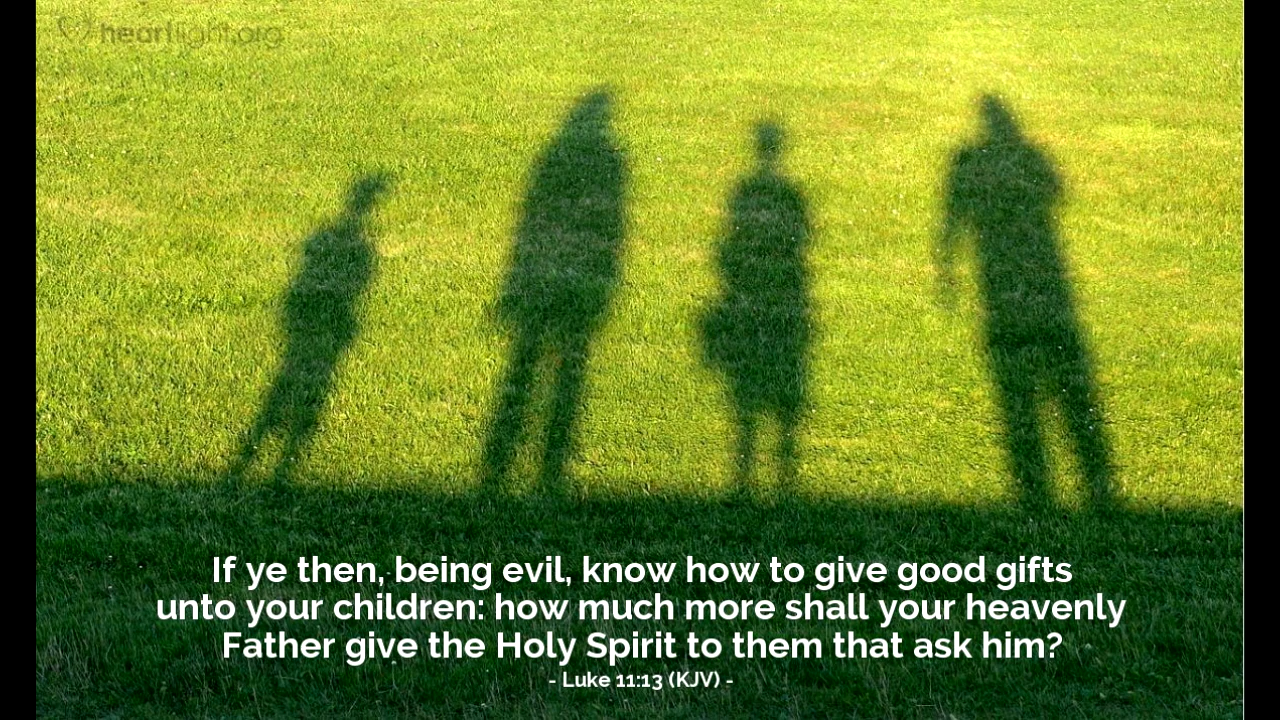 heartlight.org
If ye then, being evil, know how to give good gifts
unto your children: how much more shall your heavenly
Father give the Holy Spirit to them that ask him?
- Luke 11:13 (KJV) -